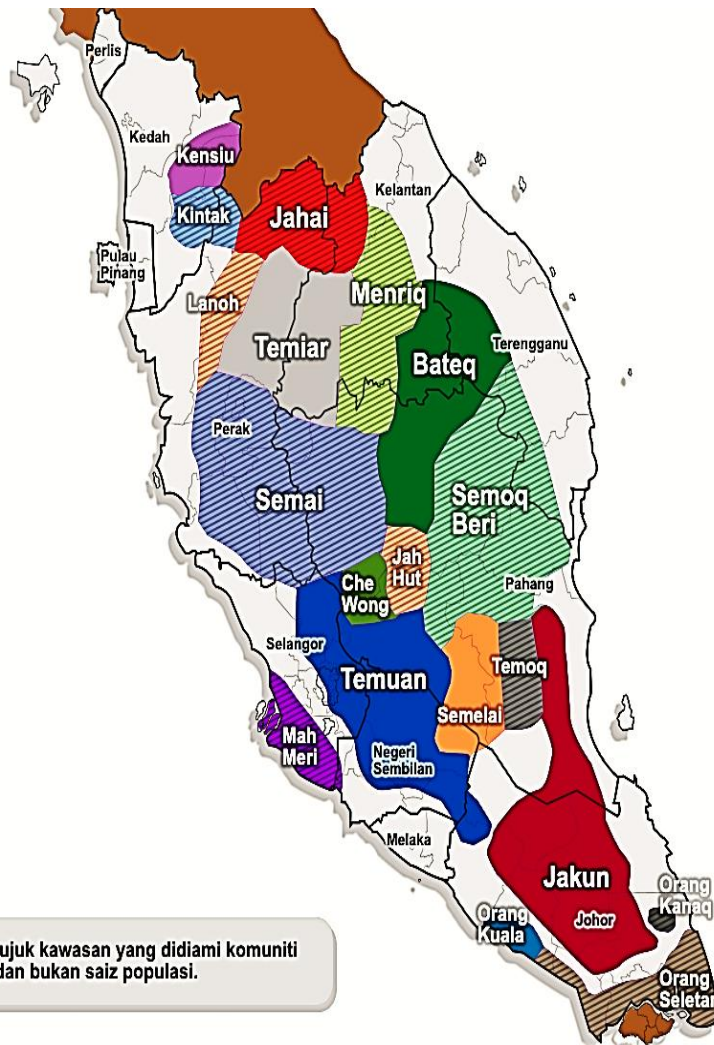 Perlis
Kedah
Kensiu
Kintak
Jahai
Kelantan
Pulau
Pinang
Lanoh
Menriq
Temiar
Bateq
Terengganu
Perak
Semai
Semoq
Beri
Jah
Hut
Che
Wong
Pahang
Selangor
Temuan
Temoq
Semelai
Mah
Meri
Negeri
Sembilan
Melaka
Jakun
Johor
Orang
Kanaq
Orang
Kuala
Orang
ujuk kawasan yang didiami komuniti
dan bukan saiz populasi.